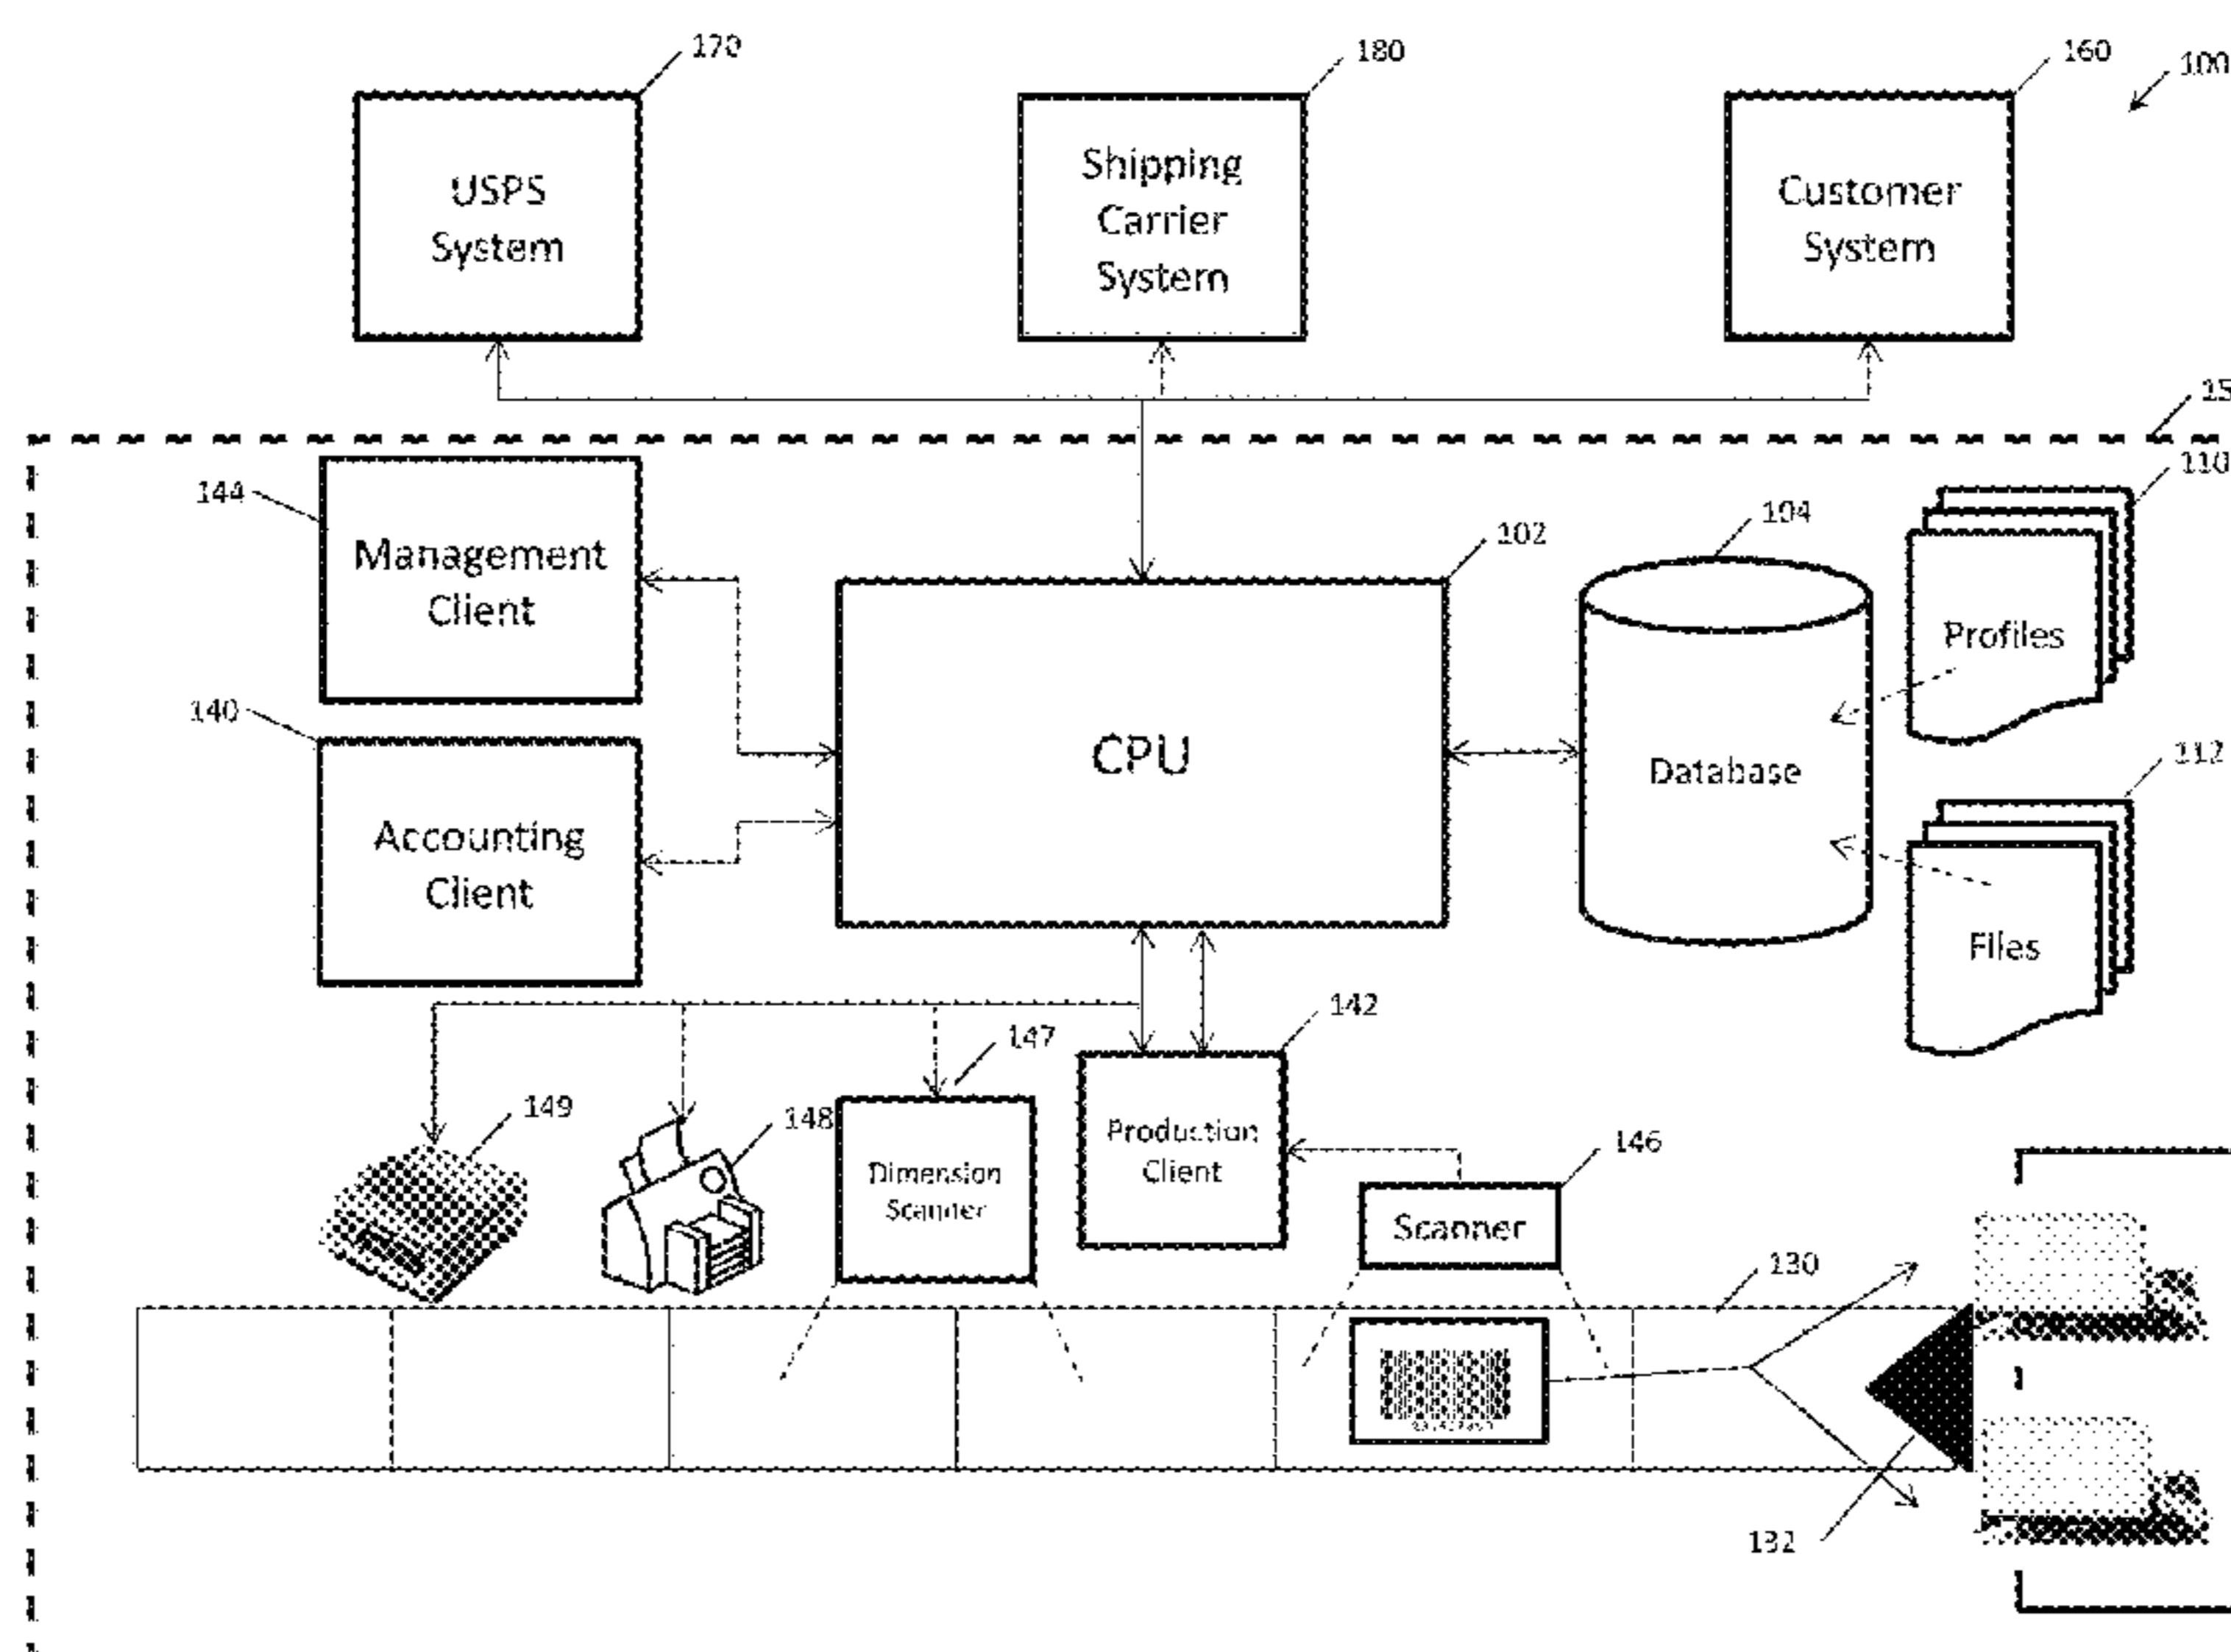 170
180
160
100
USPS
System
Shipping
Carrier
System
Customer
System
15
110
144
102
104
Management
Client
Profiles
140
CPU
Database
112
Accounting
Client
Files
142
147
149
148
Production
Client
146
Dimension
Scanner
Scanner
130
132